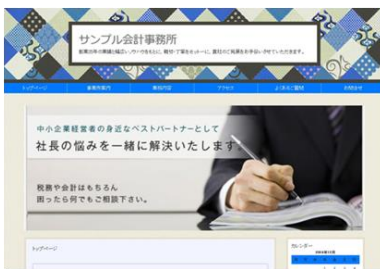 サンプル会計事務所
トップページ
事務所案内
業務内容
アクセス
よくあるご質問
お問合せ
中小企業経営者の身近なベストパートナーとして
社長の悩みを一緒に解決いたします
税務や会計はもちろん
困ったら何でもご相談下さい。
トップページ
カレンダー